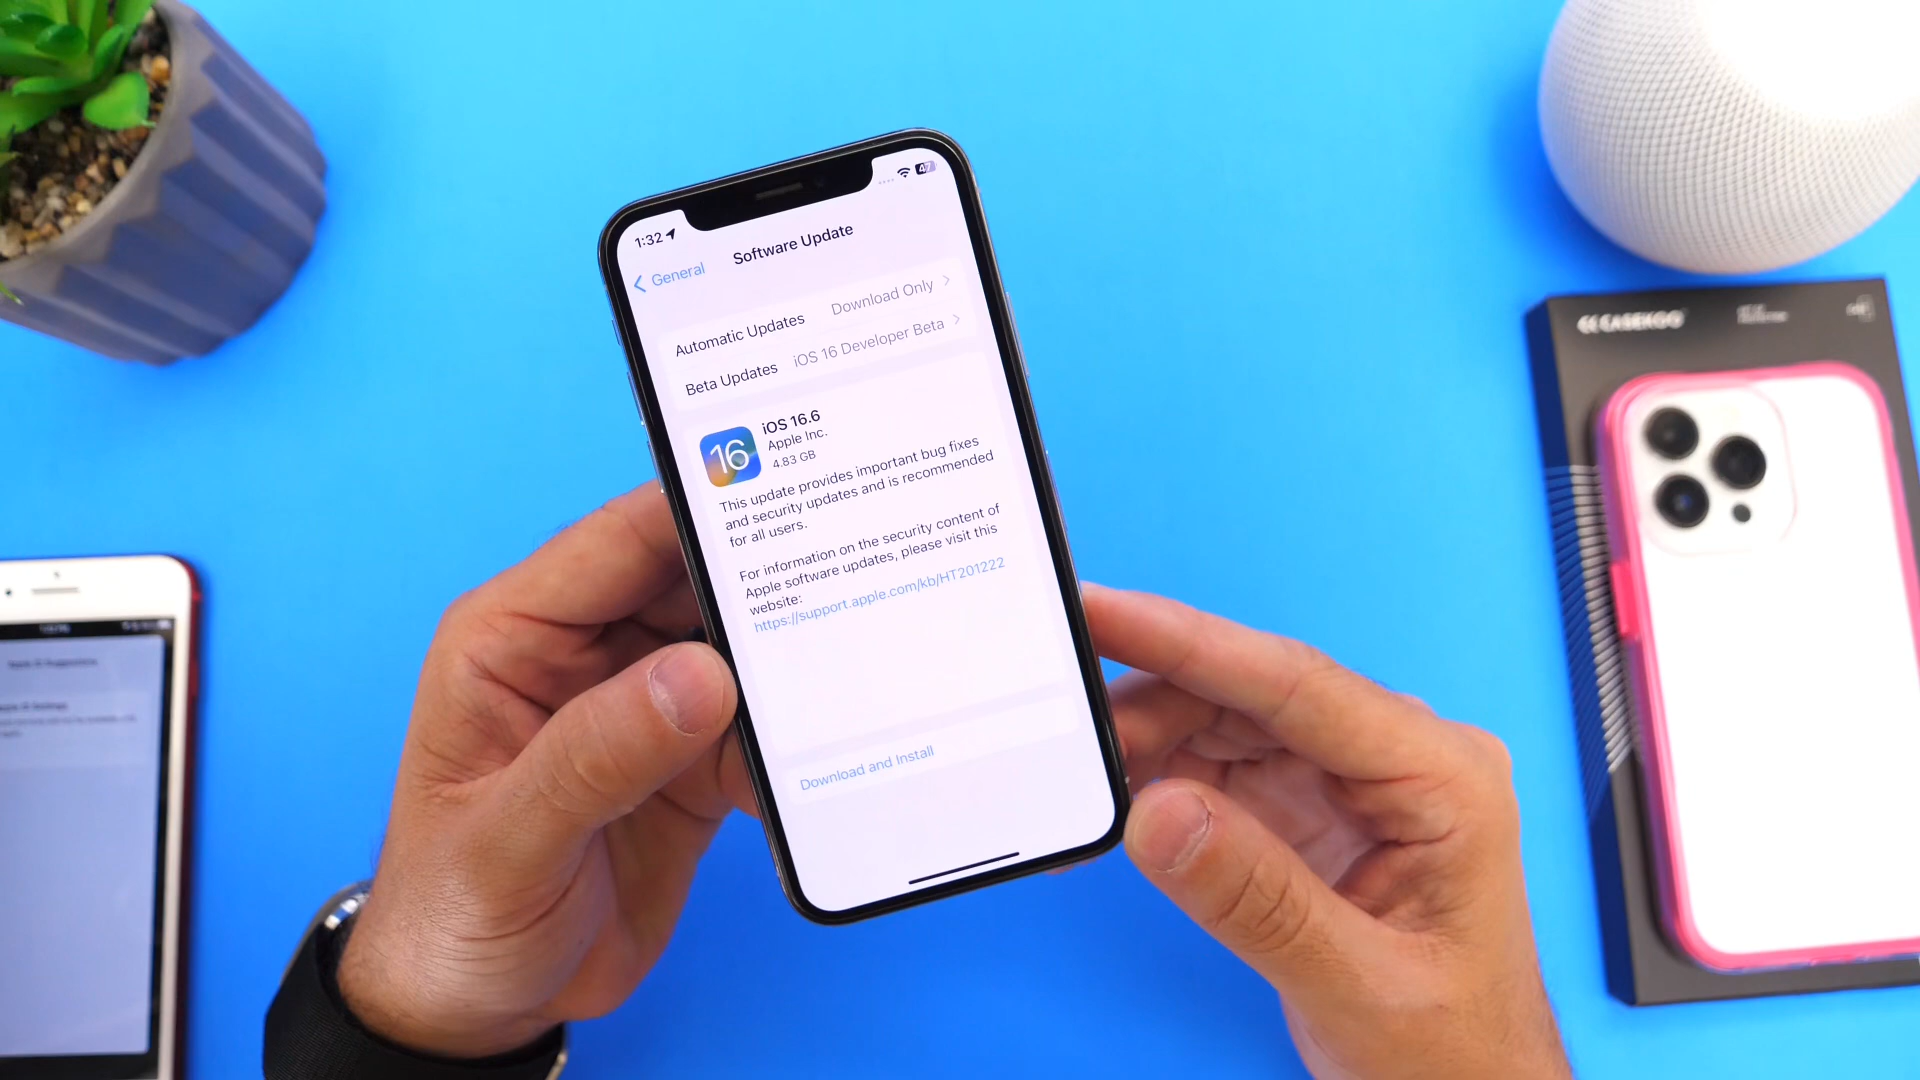 1:32
47
General
Software Update
Automatic Updates Download Only
Beta Updates iOS 16 Developer Beta
16
iOS 16.6
Apple Inc.
4.83 GB
This update provides important bug fixes
and security updates and is recommended
for all users.
For information on the security content of
Apple software updates, please visit this
website:
https://support.apple.com/kb/HT201222
Download and Install
CASEKOO